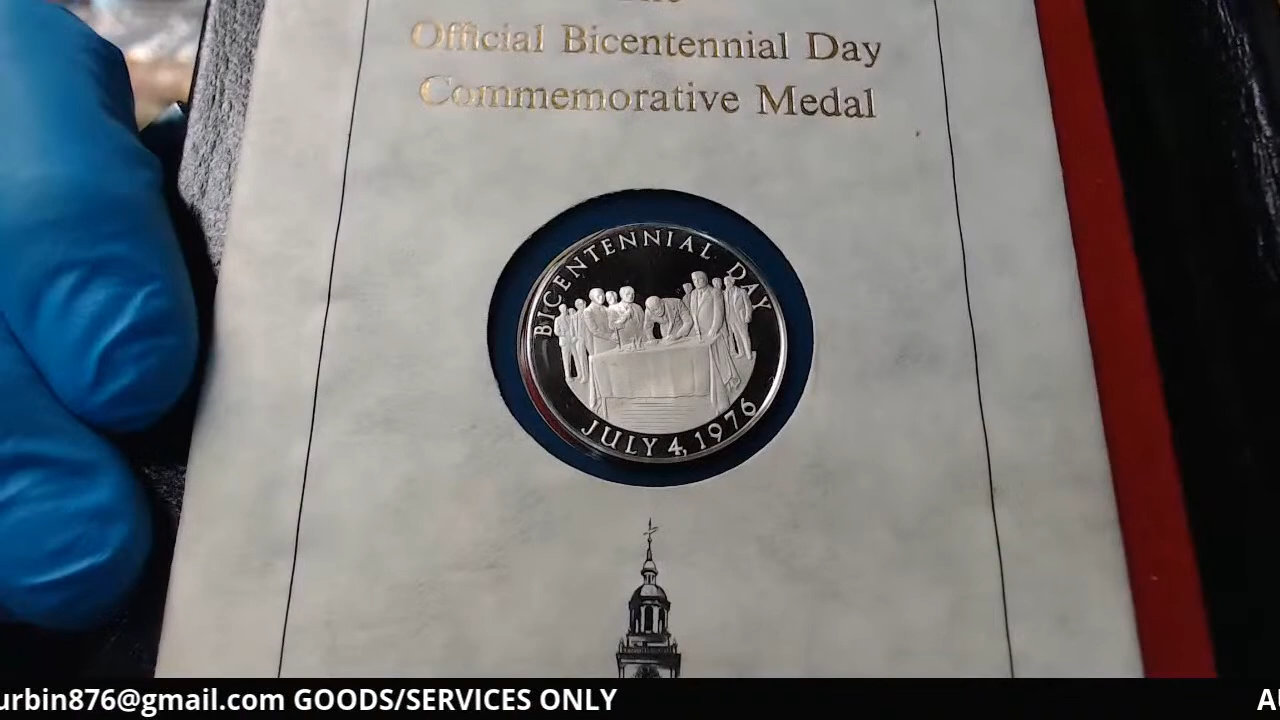 Official Bicentennial Day
Commemorative Medal
BICENTENNIAL DAY
JULY 4, 1976
urbin876@gmail.com GOODS/SERVICES ONLY